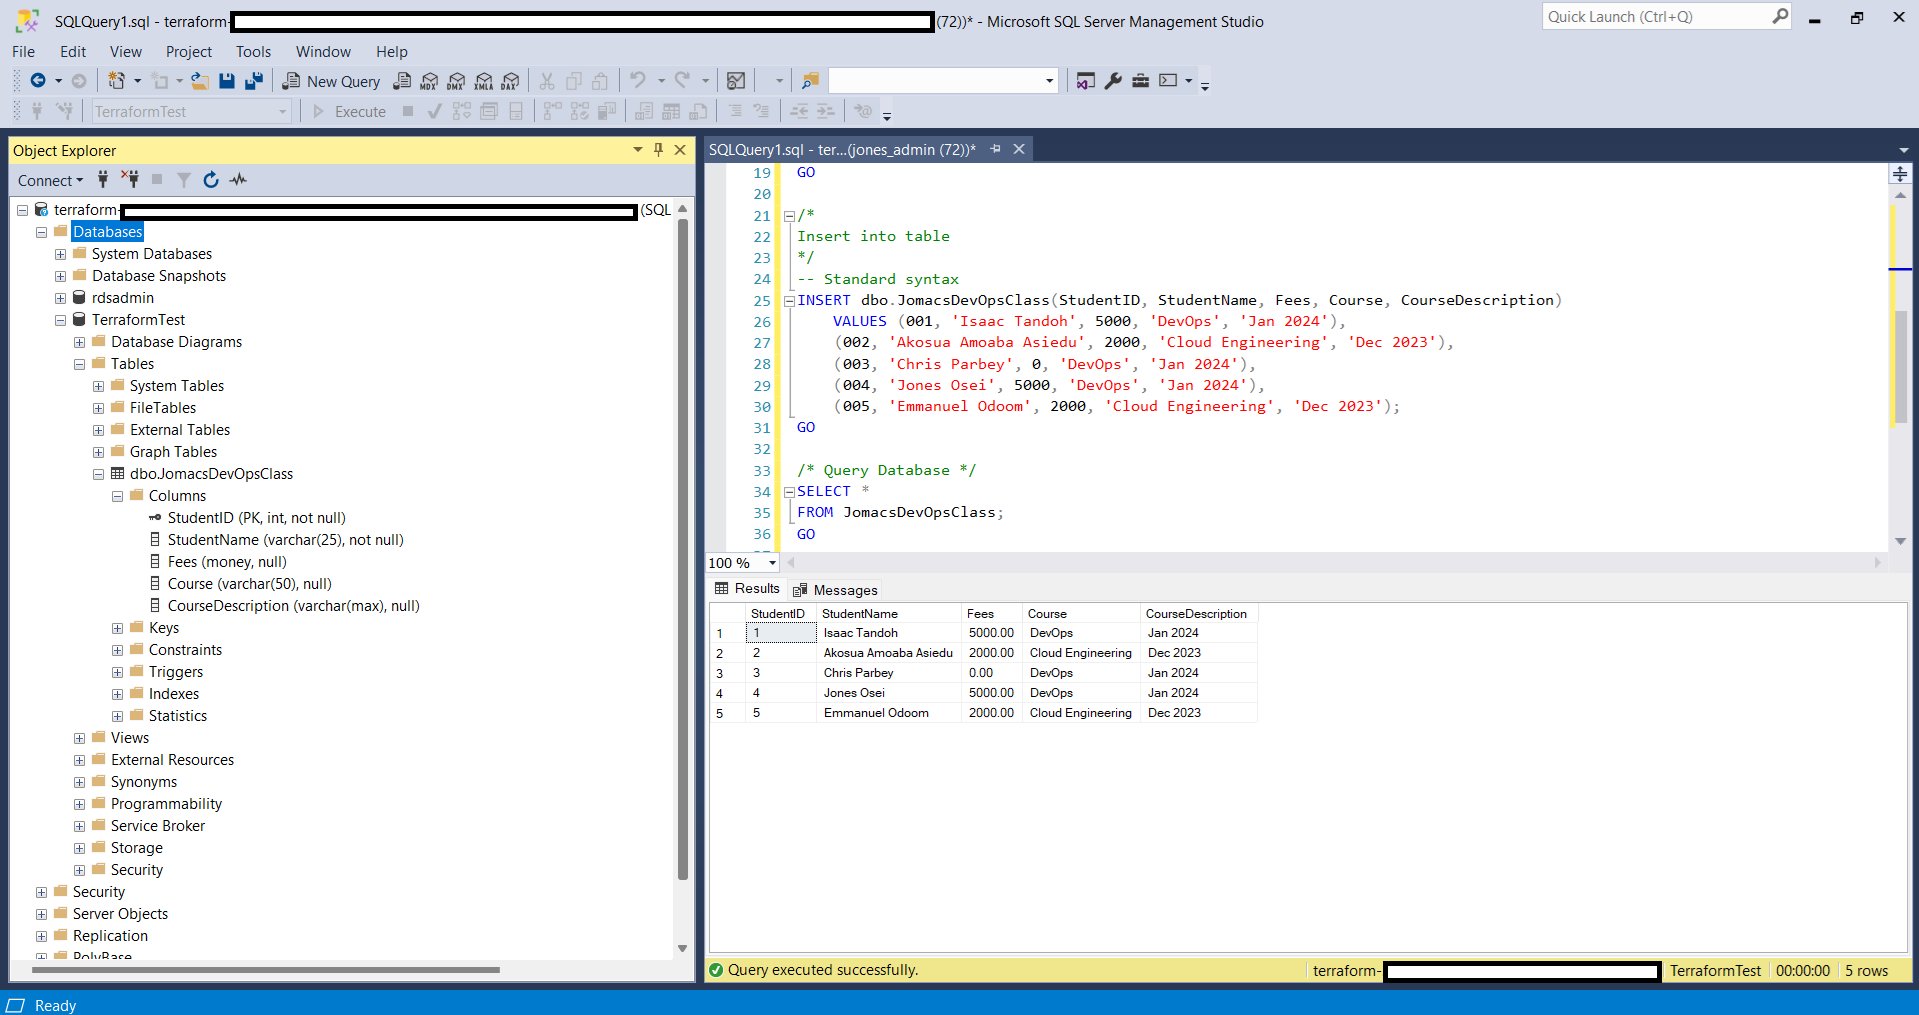 SQLQuery1.sql - terraform- (72))* - Microsoft SQL Server Management Studio
Quick Launch (Ctrl+Q)
File Edit View Project Tools Window Help
New Query MDX DMX XMLA DAX
TerraformTest Execute
Object Explorer
Connect
terraform- (SQL
Databases
System Databases
Database Snapshots
rdsadmin
TerraformTest
Database Diagrams
Tables
System Tables
FileTables
External Tables
Graph Tables
dbo.JomacsDevOpsClass
Columns
StudentID (PK, int, not null)
StudentName (varchar(25), not null)
Fees (money, null)
Course (varchar(50), null)
CourseDescription (varchar(max), null)
Keys
Constraints
Triggers
Indexes
Statistics
Views
External Resources
Synonyms
Programmability
Service Broker
Storage
Security
Security
Server Objects
Replication
PolyBase
SQLQuery1.sql - ter...(jones_admin (72))*
19 GO
20
21 /*
22 Insert into table
23 */
24 -- Standard syntax
25 INSERT dbo.JomacsDevOpsClass(StudentID, StudentName, Fees, Course, CourseDescription)
26 VALUES (001, 'Isaac Tandoh', 5000, 'DevOps', 'Jan 2024'),
27 (002, 'Akosua Amoaba Asiedu', 2000, 'Cloud Engineering', 'Dec 2023'),
28 (003, 'Chris Parbey', 0, 'DevOps', 'Jan 2024'),
29 (004, 'Jones Osei', 5000, 'DevOps', 'Jan 2024'),
30 (005, 'Emmanuel Odoom', 2000, 'Cloud Engineering', 'Dec 2023');
31 GO
32
33 /* Query Database */
34 SELECT *
35 FROM JomacsDevOpsClass;
36 GO
100 %
Results Messages
StudentID StudentName Fees Course CourseDescription
1 1 Isaac Tandoh 5000.00 DevOps Jan 2024
2 2 Akosua Amoaba Asiedu 2000.00 Cloud Engineering Dec 2023
3 3 Chris Parbey 0.00 DevOps Jan 2024
4 4 Jones Osei 5000.00 DevOps Jan 2024
5 5 Emmanuel Odoom 2000.00 Cloud Engineering Dec 2023
Query executed successfully. terraform- TerraformTest 00:00:00 5 rows
Ready